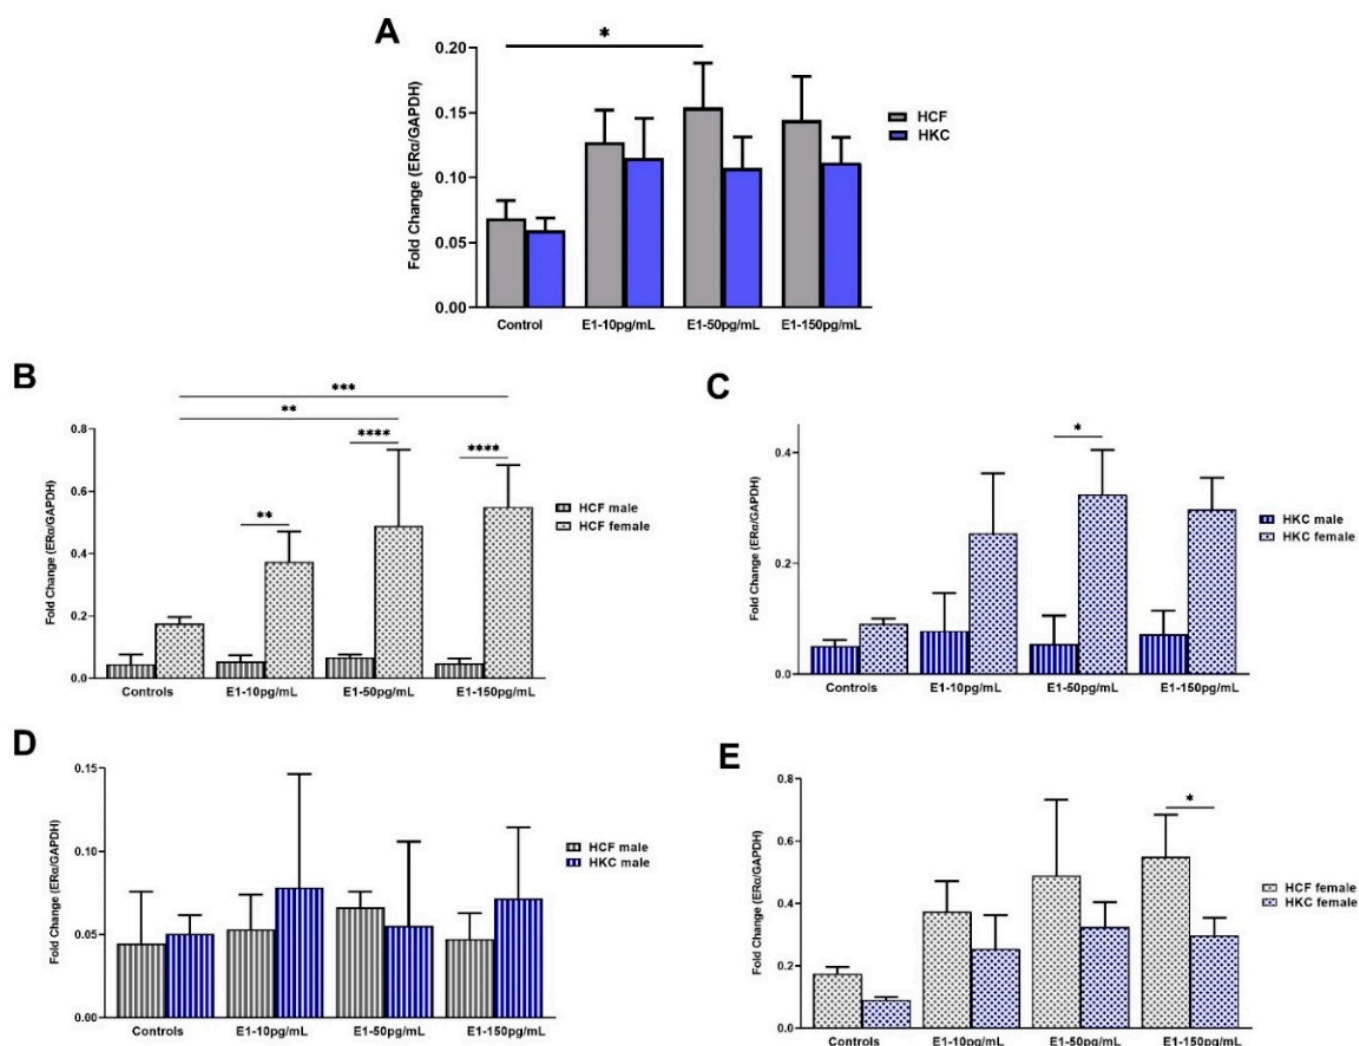 A
*
Fold Change (ERα/GAPDH)
0.20
0.15
0.10
0.05
0.00
Control
E1-10pg/mL
E1-50pg/mL
E1-150pg/mL
HCF
HKC
B
***
**
****
****
**
Fold Change (ERα/GAPDH)
0.8
0.6
0.4
0.2
0.0
Controls
E1-10pg/mL
E1-50pg/mL
E1-150pg/mL
HCF male
HCF female
C
*
Fold Change (ERα/GAPDH)
0.4
0.2
0.0
Controls
E1-10pg/mL
E1-50pg/mL
E1-150pg/mL
HKC male
HKC female
D
Fold Change (ERα/GAPDH)
0.15
0.10
0.05
0.00
Controls
E1-10pg/mL
E1-50pg/mL
E1-150pg/mL
HCF male
HKC male
E
*
Fold Change (ERα/GAPDH)
0.8
0.6
0.4
0.2
0.0
Controls
E1-10pg/mL
E1-50pg/mL
E1-150pg/mL
HCF female
HKC female